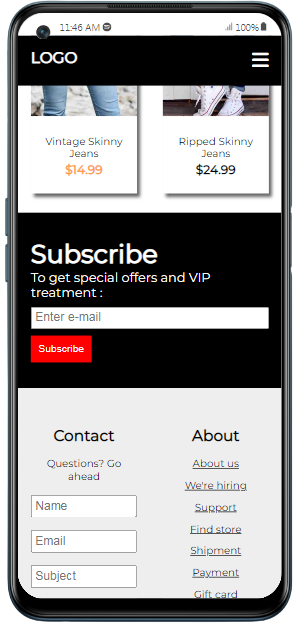 11:46 AM
100%
LOGO
Vintage Skinny
Jeans
$14.99
Ripped Skinny
Jeans
$24.99
Subscribe
To get special offers and VIP
treatment :
Enter e-mail
Subscribe
Contact
Questions? Go
ahead
Name
Email
Subject
About
About us
We're hiring
Support
Find store
Shipment
Payment
Gift card